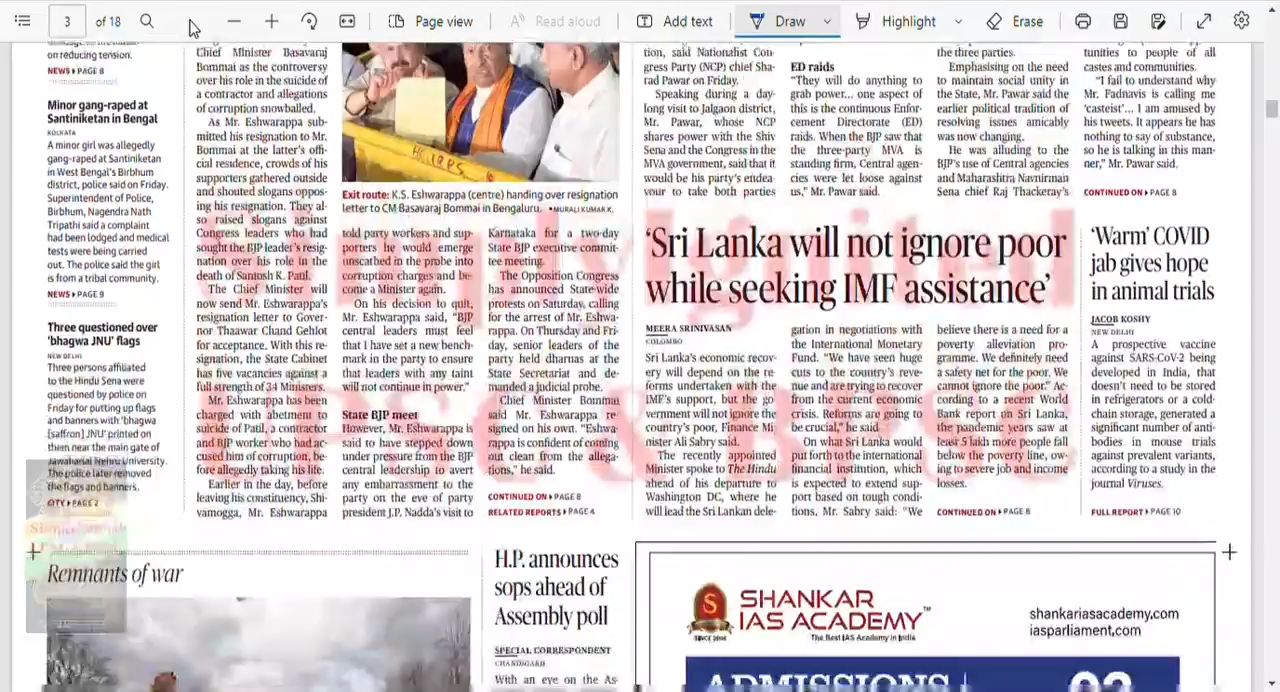 3 of 18
Page view
Read aloud
Add text
Draw
Highlight
Erase
on reducing tension.
NEWS ▸ PAGE 8
Minor gang-raped at
Santiniketan in Bengal
KOLKATA
A minor girl was allegedly
gang-raped at Santiniketan
in West Bengal's Birbhum
district, police said on Friday.
Superintendent of Police,
Birbhum, Nagendra Nath
Tripathi said a complaint
had been lodged and medical
tests were being carried
out. The police said the girl
is from a tribal community.
NEWS ▸ PAGE 9
Three questioned over
'bhagwa JNU' flags
NEW DELHI
Three persons affiliated
to the Hindu Sena were
questioned by police on
Friday for putting up flags
and banners with 'bhagwa
[saffron] JNU' printed on
them near the main gate of
Jawaharlal Nehru University.
The police later removed
the flags and banners.
CITY ▸ PAGE 2
Chief Minister Basavaraj
Bommai as the controversy
over his role in the suicide of
a contractor and allegations
of corruption snowballed.
As Mr. Eshwarappa sub-
mitted his resignation to Mr.
Bommai at the latter's offi-
cial residence, crowds of his
supporters gathered outside
and shouted slogans oppos-
ing his resignation. They al-
so raised slogans against
Congress leaders who had
sought the BJP leader's resig-
nation over his role in the
death of Santosh K. Patil.
The Chief Minister will
now send Mr. Eshwarappa's
resignation letter to Gover-
nor Thaawar Chand Gehlot
for acceptance. With this re-
signation, the State Cabinet
has five vacancies against a
full strength of 34 Ministers.
Mr. Eshwarappa has been
charged with abetment to
suicide of Patil, a contractor
and BJP worker who had ac-
cused him of corruption, be-
fore allegedly taking his life.
Earlier in the day, before
leaving his constituency, Shi-
vamogga, Mr. Eshwarappa
Exit route: K.S. Eshwarappa (centre) handing over resignation
letter to CM Basavaraj Bommai in Bengaluru. • MURALI KUMAR K.
told party workers and sup-
porters he would emerge
unscathed in the probe into
corruption charges and be-
come a Minister again.
On his decision to quit,
Mr. Eshwarappa said, "BJP
central leaders must feel
that I have set a new bench-
mark in the party to ensure
that leaders with any taint
will not continue in power."
State BJP meet
However, Mr. Eshwarappa is
said to have stepped down
under pressure from the BJP
central leadership to avert
any embarrassment to the
party on the eve of party
president J.P. Nadda's visit to
Karnataka for a two-day
State BJP executive commit-
tee meeting.
The Opposition Congress
has announced State-wide
protests on Saturday, calling
for the arrest of Mr. Eshwa-
rappa. On Thursday and Fri-
day, senior leaders of the
party held dharnas at the
State Secretariat and de-
manded a judicial probe.
Chief Minister Bommai
said Mr. Eshwarappa re-
signed on his own. "Eshwa-
rappa is confident of coming
out clean from the allega-
tions," he said.
CONTINUED ON ▸ PAGE 8
RELATED REPORTS ▸ PAGE 4
tion, said Nationalist Con-
gress Party (NCP) chief Sha-
rad Pawar on Friday.
Speaking during a day-
long visit to Jalgaon district,
Mr. Pawar, whose NCP
shares power with the Shiv
Sena and the Congress in the
MVA government, said that it
would be his party's endea-
vour to take both parties
ED raids
"They will do anything to
grab power... one aspect of
this is the continuous Enfor-
cement Directorate (ED)
raids. When the BJP saw that
the three-party MVA is
standing firm, Central agen-
cies were let loose against
us," Mr. Pawar said.
the three parties.
Emphasising on the need
to maintain social unity in
the State, Mr. Pawar said the
earlier political tradition of
resolving issues amicably
was now changing.
He was alluding to the
BJP's use of Central agencies
and Maharashtra Navnirman
Sena chief Raj Thackeray's
tunities to people of all
castes and communities.
"I fail to understand why
Mr. Fadnavis is calling me
'casteist'... I am amused by
his tweets. It appears he has
nothing to say of substance,
so he is talking in this man-
ner," Mr. Pawar said.
CONTINUED ON ▸ PAGE 8
'Sri Lanka will not ignore poor
while seeking IMF assistance'
MEERA SRINIVASAN
COLOMBO
Sri Lanka's economic recov-
ery will depend on the re-
forms undertaken with the
IMF's support, but the go-
vernment will not ignore the
country's poor, Finance Mi-
nister Ali Sabry said.
The recently appointed
Minister spoke to The Hindu
ahead of his departure to
Washington DC, where he
will lead the Sri Lankan dele-
gation in negotiations with
the International Monetary
Fund. "We have seen huge
cuts to the country's reve-
nue and are trying to recover
from the current economic
crisis. Reforms are going to
be crucial," he said.
On what Sri Lanka would
put forth to the international
financial institution, which
is expected to extend sup-
port based on tough condi-
tions, Mr. Sabry said: "We
believe there is a need for a
poverty alleviation pro-
gramme. We definitely need
a safety net for the poor. We
cannot ignore the poor." Ac-
cording to a recent World
Bank report on Sri Lanka,
the pandemic years saw at
least 5 lakh more people fall
below the poverty line, ow-
ing to severe job and income
losses.
CONTINUED ON ▸ PAGE 8
'Warm' COVID
jab gives hope
in animal trials
JACOB KOSHY
NEW DELHI
A prospective vaccine
against SARS-CoV-2 being
developed in India, that
doesn't need to be stored
in refrigerators or a cold-
chain storage, generated a
significant number of anti-
bodies in mouse trials
against prevalent variants,
according to a study in the
journal Viruses.
FULL REPORT ▸ PAGE 10
Remnants of war
H.P. announces
sops ahead of
Assembly poll
SPECIAL CORRESPONDENT
CHANDIGARH
With an eye on the As-
S
SINCE 2004
SHANKAR
IAS ACADEMY™
The Best IAS Academy in India
shankariasacademy.com
iasparliament.com
ADMISSIONS